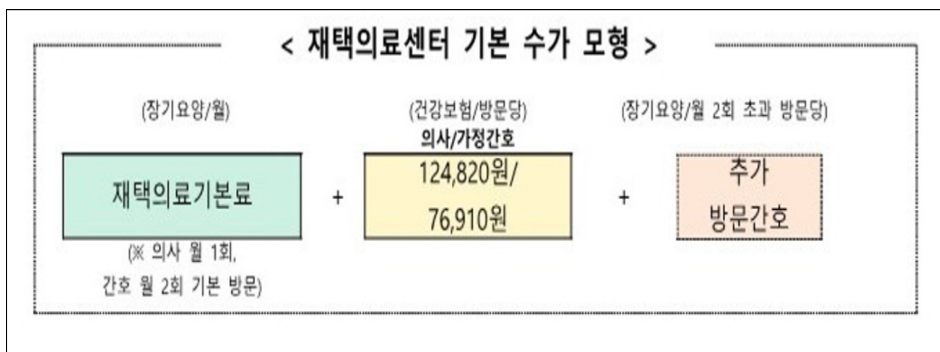 < 재택의료센터 기본 수가 모형 >
(장기요양/월)
재택의료기본료
(※ 의사 월 1회,
간호 월 2회 기본 방문)
+
(건강보험/방문당)
의사/가정간호
124,820원/
76,910원
+
(장기요양/월 2회 초과 방문당)
추가
방문간호